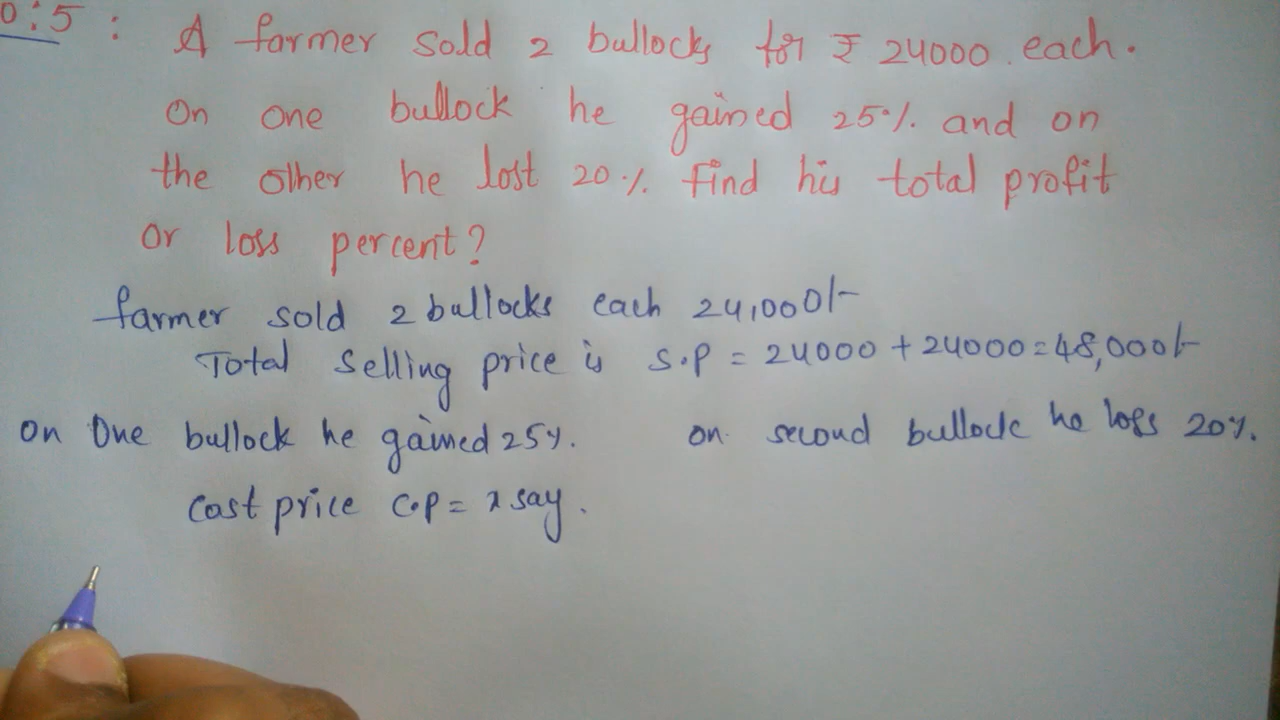 0:5 : A farmer sold 2 bullocks for ₹ 24000 each.
On one bullock he gained 25%. and on
the other he lost 20%. Find his total profit
or loss percent?
farmer sold 2 bullocks each 24,000/-
Total selling price is S.P = 24000 + 24000 = 48,000/-
on One bullock he gained 25%. on second bullock he loss 20%.
Cost price C.P = x say.